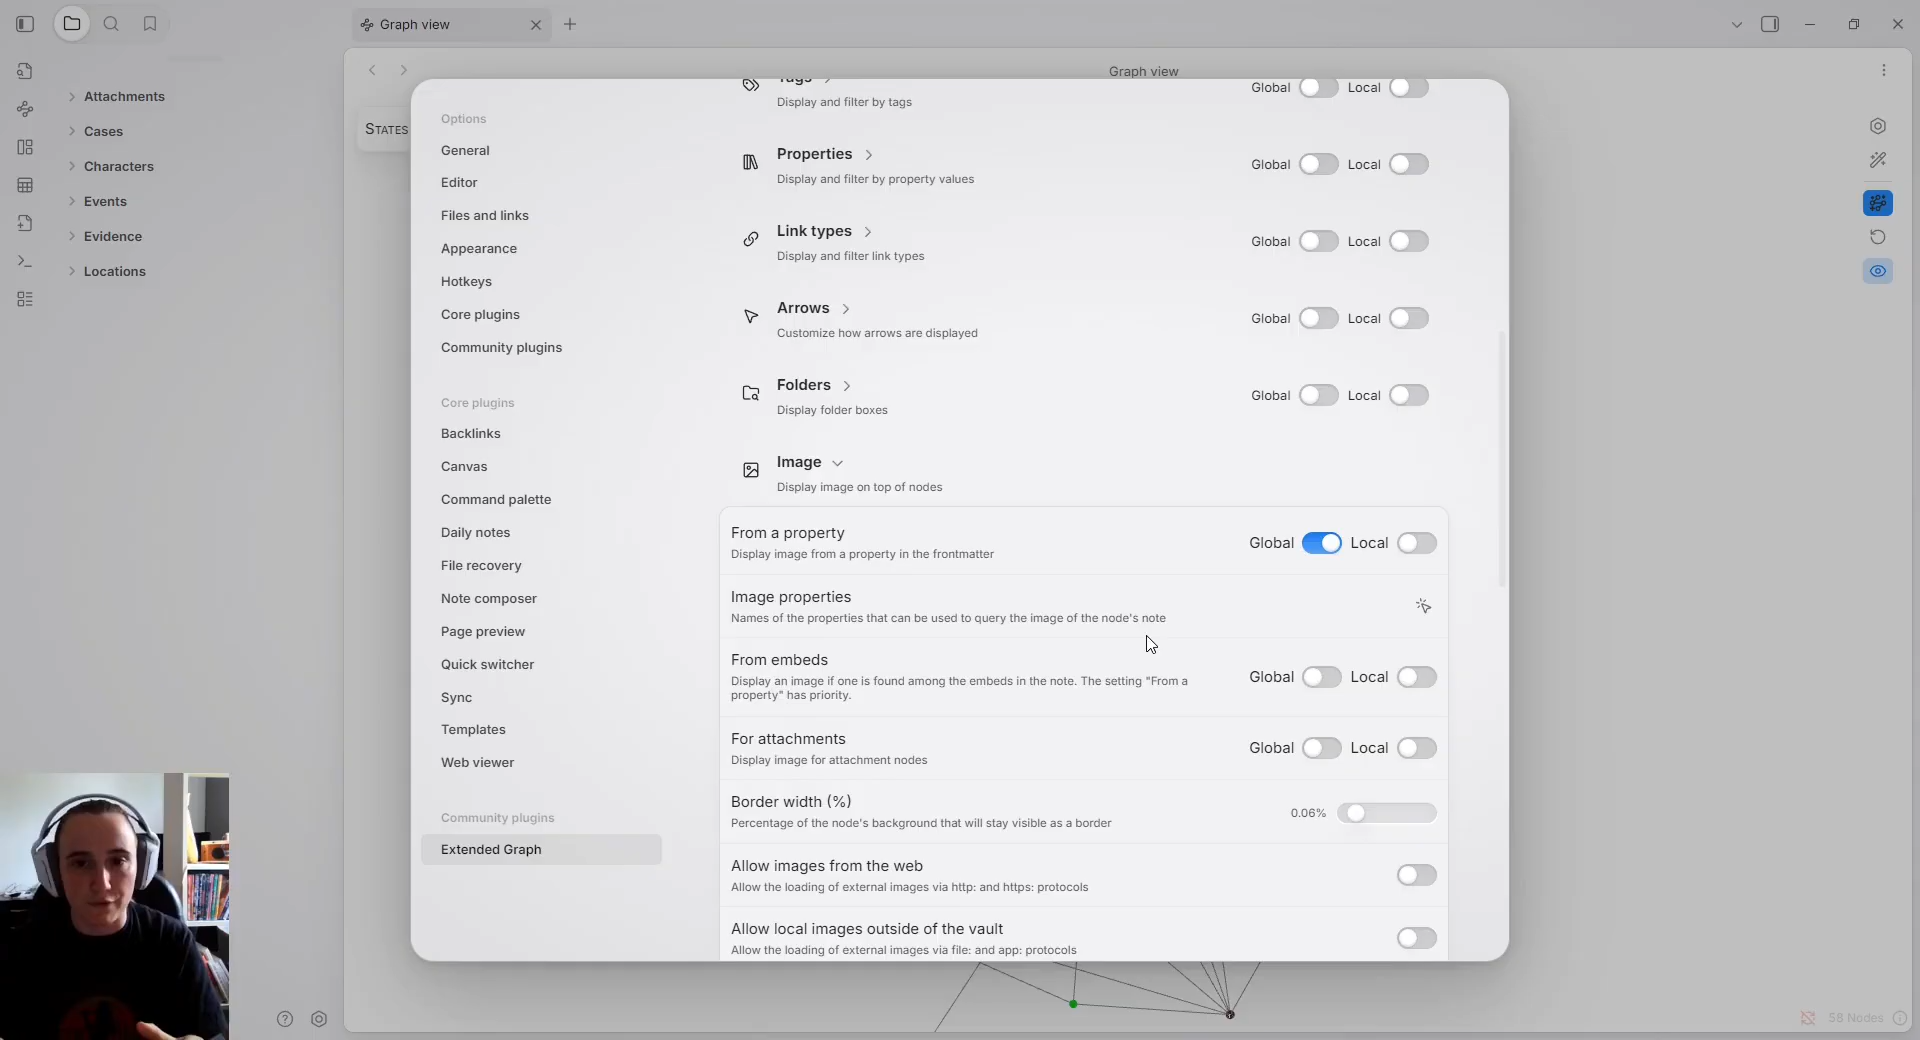 Graph view
Graph view
Attachments
Cases
Characters
Events
Evidence
Locations
STATES
Options
General
Editor
Files and links
Appearance
Hotkeys
Core plugins
Community plugins
Core plugins
Backlinks
Canvas
Command palette
Daily notes
File recovery
Note composer
Page preview
Quick switcher
Sync
Templates
Web viewer
Community plugins
Extended Graph
Tags
Global Local
Display and filter by tags
Properties
Global Local
Display and filter by property values
Link types
Global Local
Display and filter link types
Arrows
Global Local
Customize how arrows are displayed
Folders
Global Local
Display folder boxes
Image
Display image on top of nodes
From a property
Global Local
Display image from a property in the frontmatter
Image properties
Names of the properties that can be used to query the image of the node's note
From embeds
Global Local
Display an image if one is found among the embeds in the note. The setting "From a
property" has priority.
For attachments
Global Local
Display image for attachment nodes
Border width (%)
0.06%
Percentage of the node's background that will stay visible as a border
Allow images from the web
Allow the loading of external images via http: and https: protocols
Allow local images outside of the vault
Allow the loading of external images via file: and app: protocols
58 Nodes